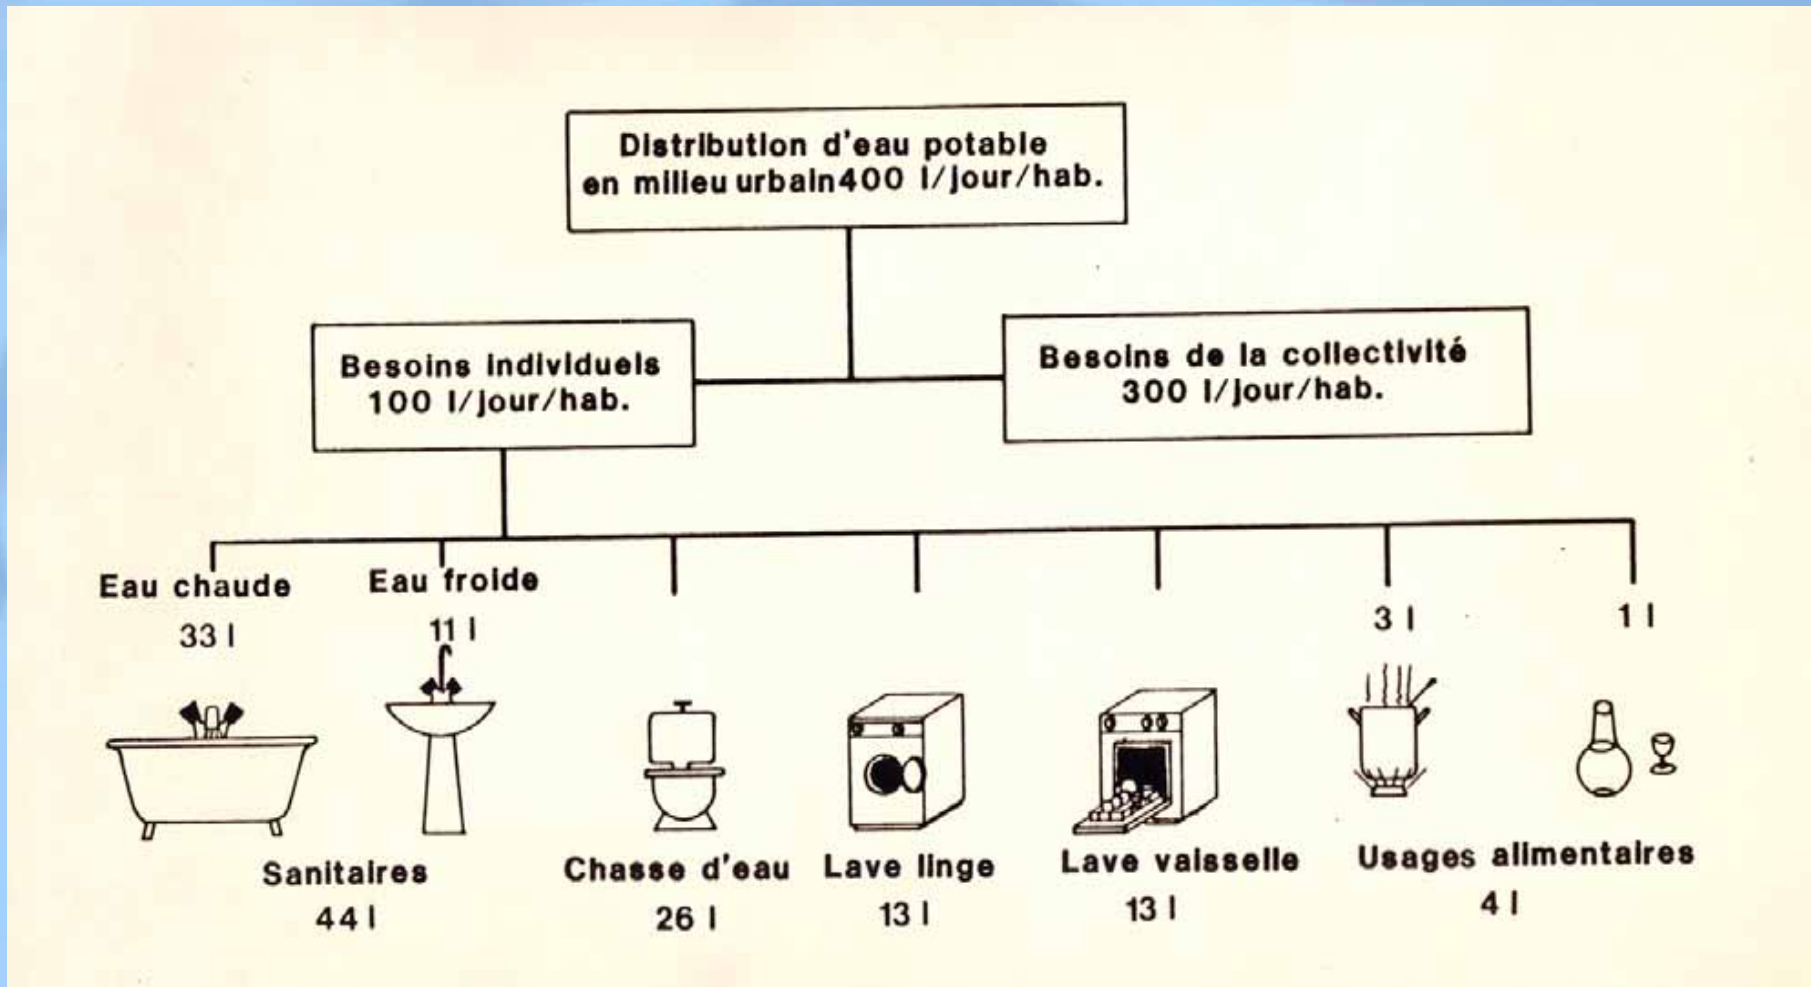 Distribution d'eau potable
en milieu urbain 400 l/jour/hab.
Besoins individuels
100 l/jour/hab.
Besoins de la collectivité
300 l/jour/hab.
Eau chaude
33 l
Eau froide
11 l
3 l
1 l
Sanitaires
44 l
Chasse d'eau
26 l
Lave linge
13 l
Lave vaisselle
13 l
Usages alimentaires
4 l